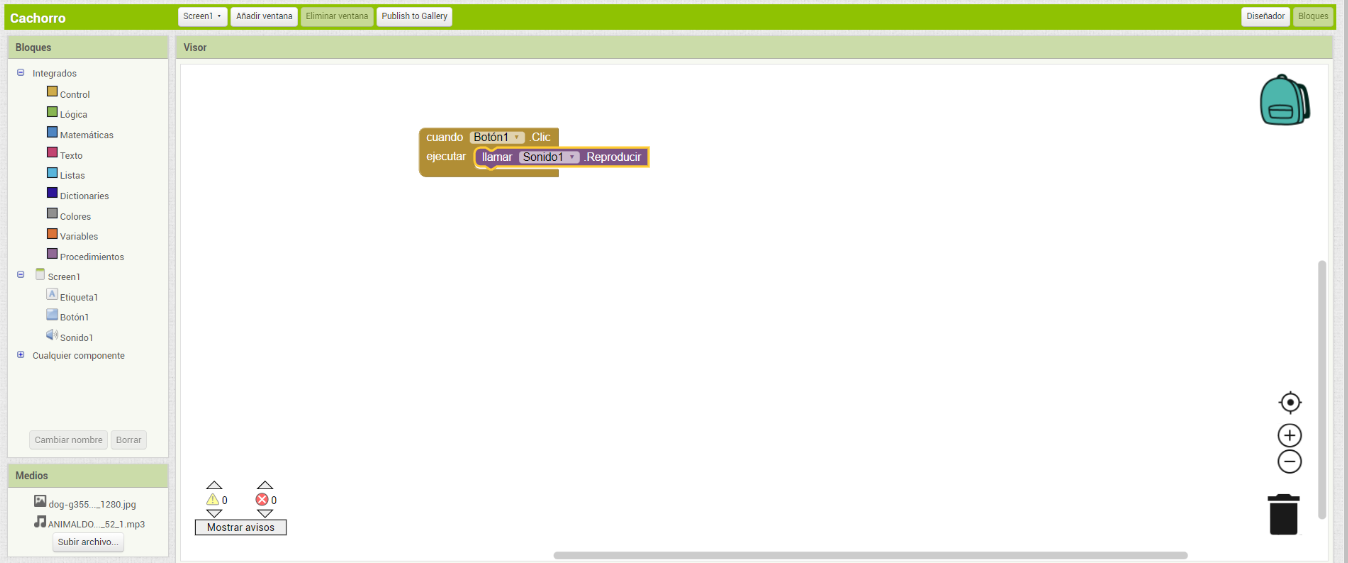 Cachorro
Screen1
Añadir ventana
Eliminar ventana
Publish to Gallery
Diseñador
Bloques
Bloques
Integrados
Control
Lógica
Matemáticas
Texto
Listas
Dictionaries
Colores
Variables
Procedimientos
Screen1
A Etiqueta1
Botón1
Sonido1
Cualquier componente
Cambiar nombre
Borrar
Medios
dog-g355..._1280.jpg
ANIMALDO..._52_1.mp3
Subir archivo...
Visor
cuando Botón1 .Clic
ejecutar llamar Sonido1 .Reproducir
0 0
Mostrar avisos